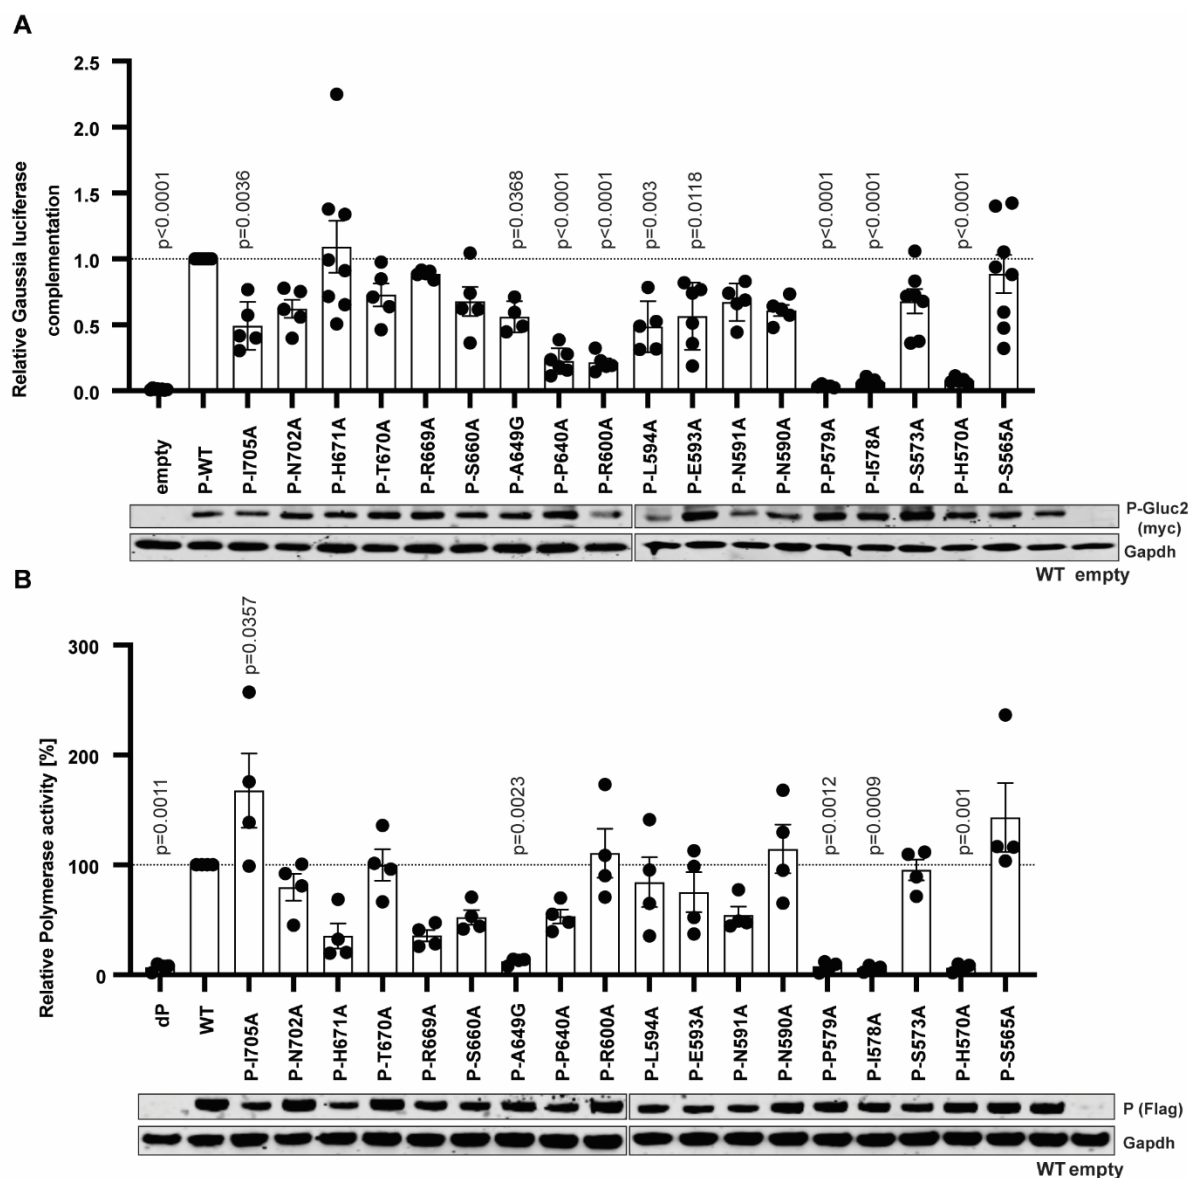 A
Relative Gaussia luciferase
complementation
2.5
2.0
1.5
1.0
0.5
0.0
p<0.0001
p=0.0036
p=0.0368
p<0.0001
p<0.0001
p=0.003
p=0.0118
p<0.0001
p<0.0001
p<0.0001
empty
P-WT
P-I705A
P-N702A
P-H671A
P-T670A
P-R669A
P-S660A
P-A649G
P-P640A
P-R600A
P-L594A
P-E593A
P-N591A
P-N590A
P-P579A
P-I578A
P-S573A
P-H570A
P-S565A
P-Gluc2
(myc)
Gapdh
WT empty
B
Relative Polymerase activity [%]
300
200
100
0
p=0.0011
p=0.0357
p=0.0023
p=0.0012
p=0.0009
p=0.001
dP
WT
P-I705A
P-N702A
P-H671A
P-T670A
P-R669A
P-S660A
P-A649G
P-P640A
P-R600A
P-L594A
P-E593A
P-N591A
P-N590A
P-P579A
P-I578A
P-S573A
P-H570A
P-S565A
P (Flag)
Gapdh
WT empty